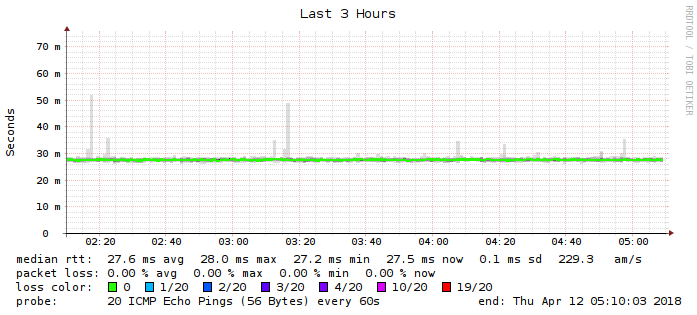 Last 3 Hours
RRDTOOL / TOBI OETIKER
Seconds
70 m
60 m
50 m
40 m
30 m
20 m
10 m
0
02:20 02:40 03:00 03:20 03:40 04:00 04:20 04:40 05:00
median rtt: 27.6 ms avg 28.0 ms max 27.2 ms min 27.5 ms now 0.1 ms sd 229.3 am/s
packet loss: 0.00 % avg 0.00 % max 0.00 % min 0.00 % now
loss color: 0 1/20 2/20 3/20 4/20 10/20 19/20
probe: 20 ICMP Echo Pings (56 Bytes) every 60s end: Thu Apr 12 05:10:03 2018